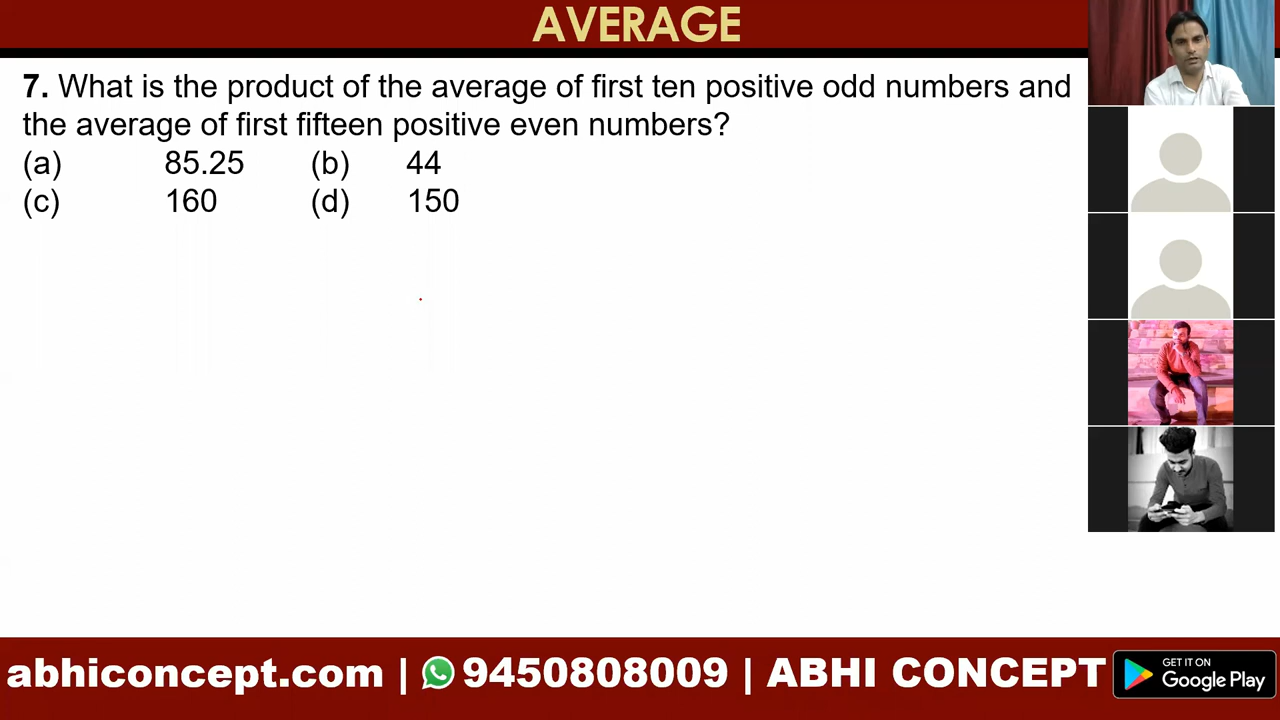 AVERAGE
7. What is the product of the average of first ten positive odd numbers and
the average of first fifteen positive even numbers?
(a) 85.25 (b) 44
(c) 160 (d) 150
abhiconcept.com | 9450808009 | ABHI CONCEPT
GET IT ON
Google Play